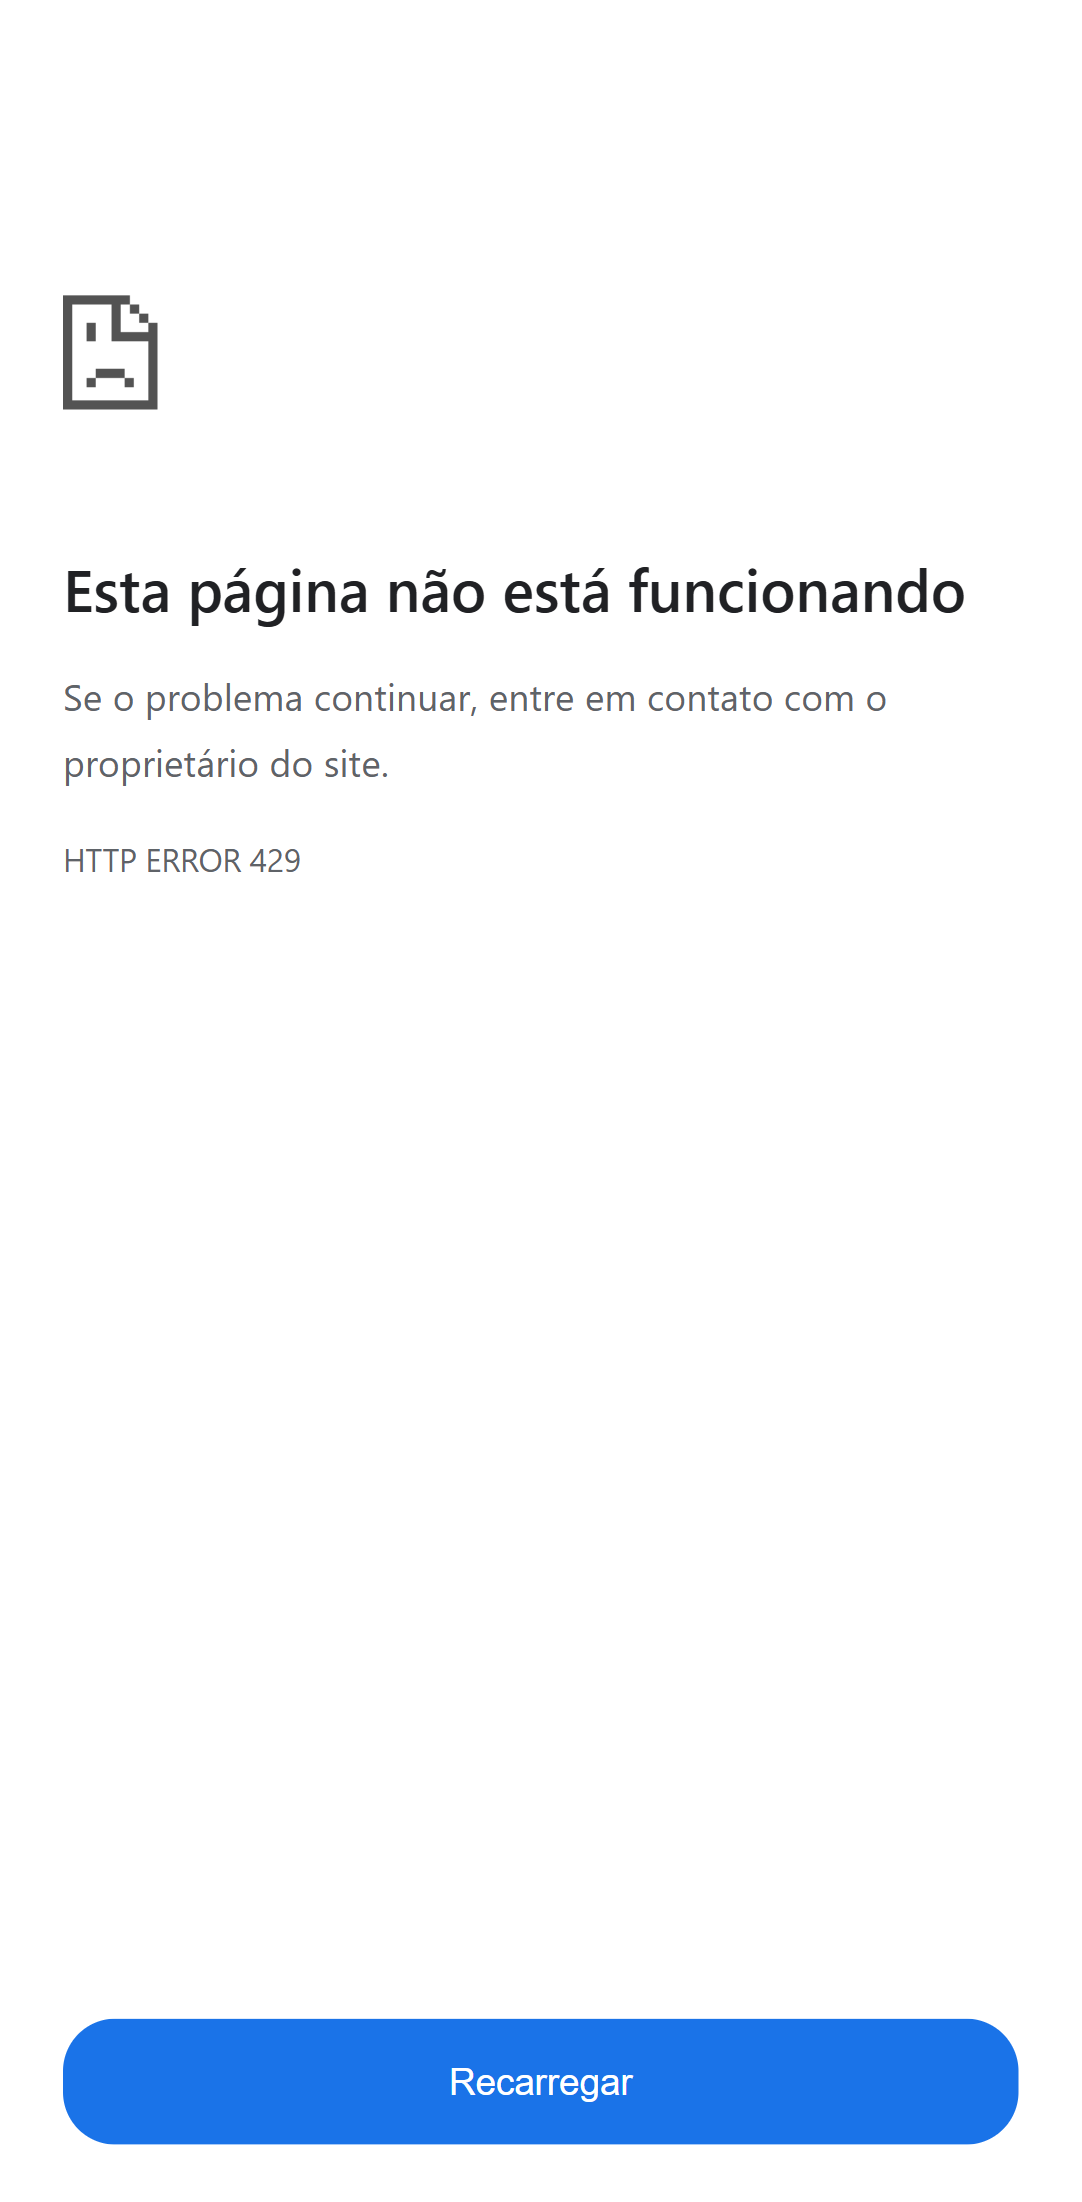 Esta página não está funcionando
Se o problema continuar, entre em contato com o
proprietário do site.
HTTP ERROR 429
Recarregar